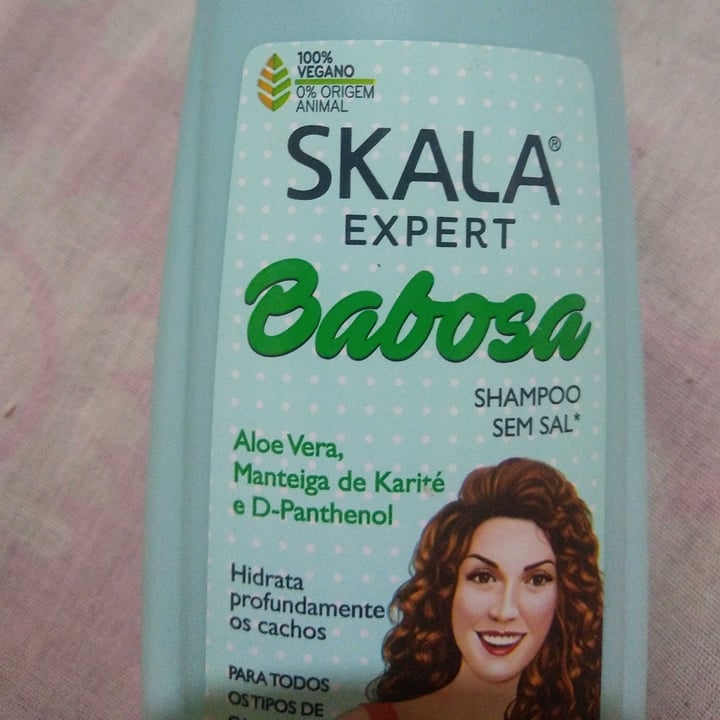 100%
VEGANO
0% ORIGEM
ANIMAL
SKALA®
EXPERT
Babosa
SHAMPOO
SEM SAL*
Aloe Vera,
Manteiga de Karité
e D-Panthenol
Hidrata
profundamente
os cachos
PARA TODOS
OS TIPOS DE